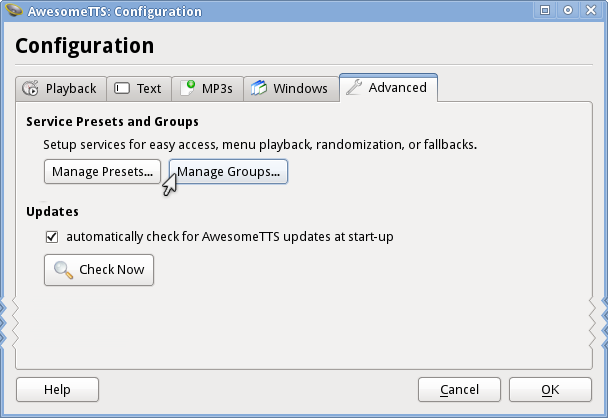 AwesomeTTS: Configuration
Configuration
Playback Text MP3s Windows Advanced
Service Presets and Groups
Setup services for easy access, menu playback, randomization, or fallbacks.
Manage Presets... Manage Groups...
Updates
automatically check for AwesomeTTS updates at start-up
Check Now
Help Cancel OK